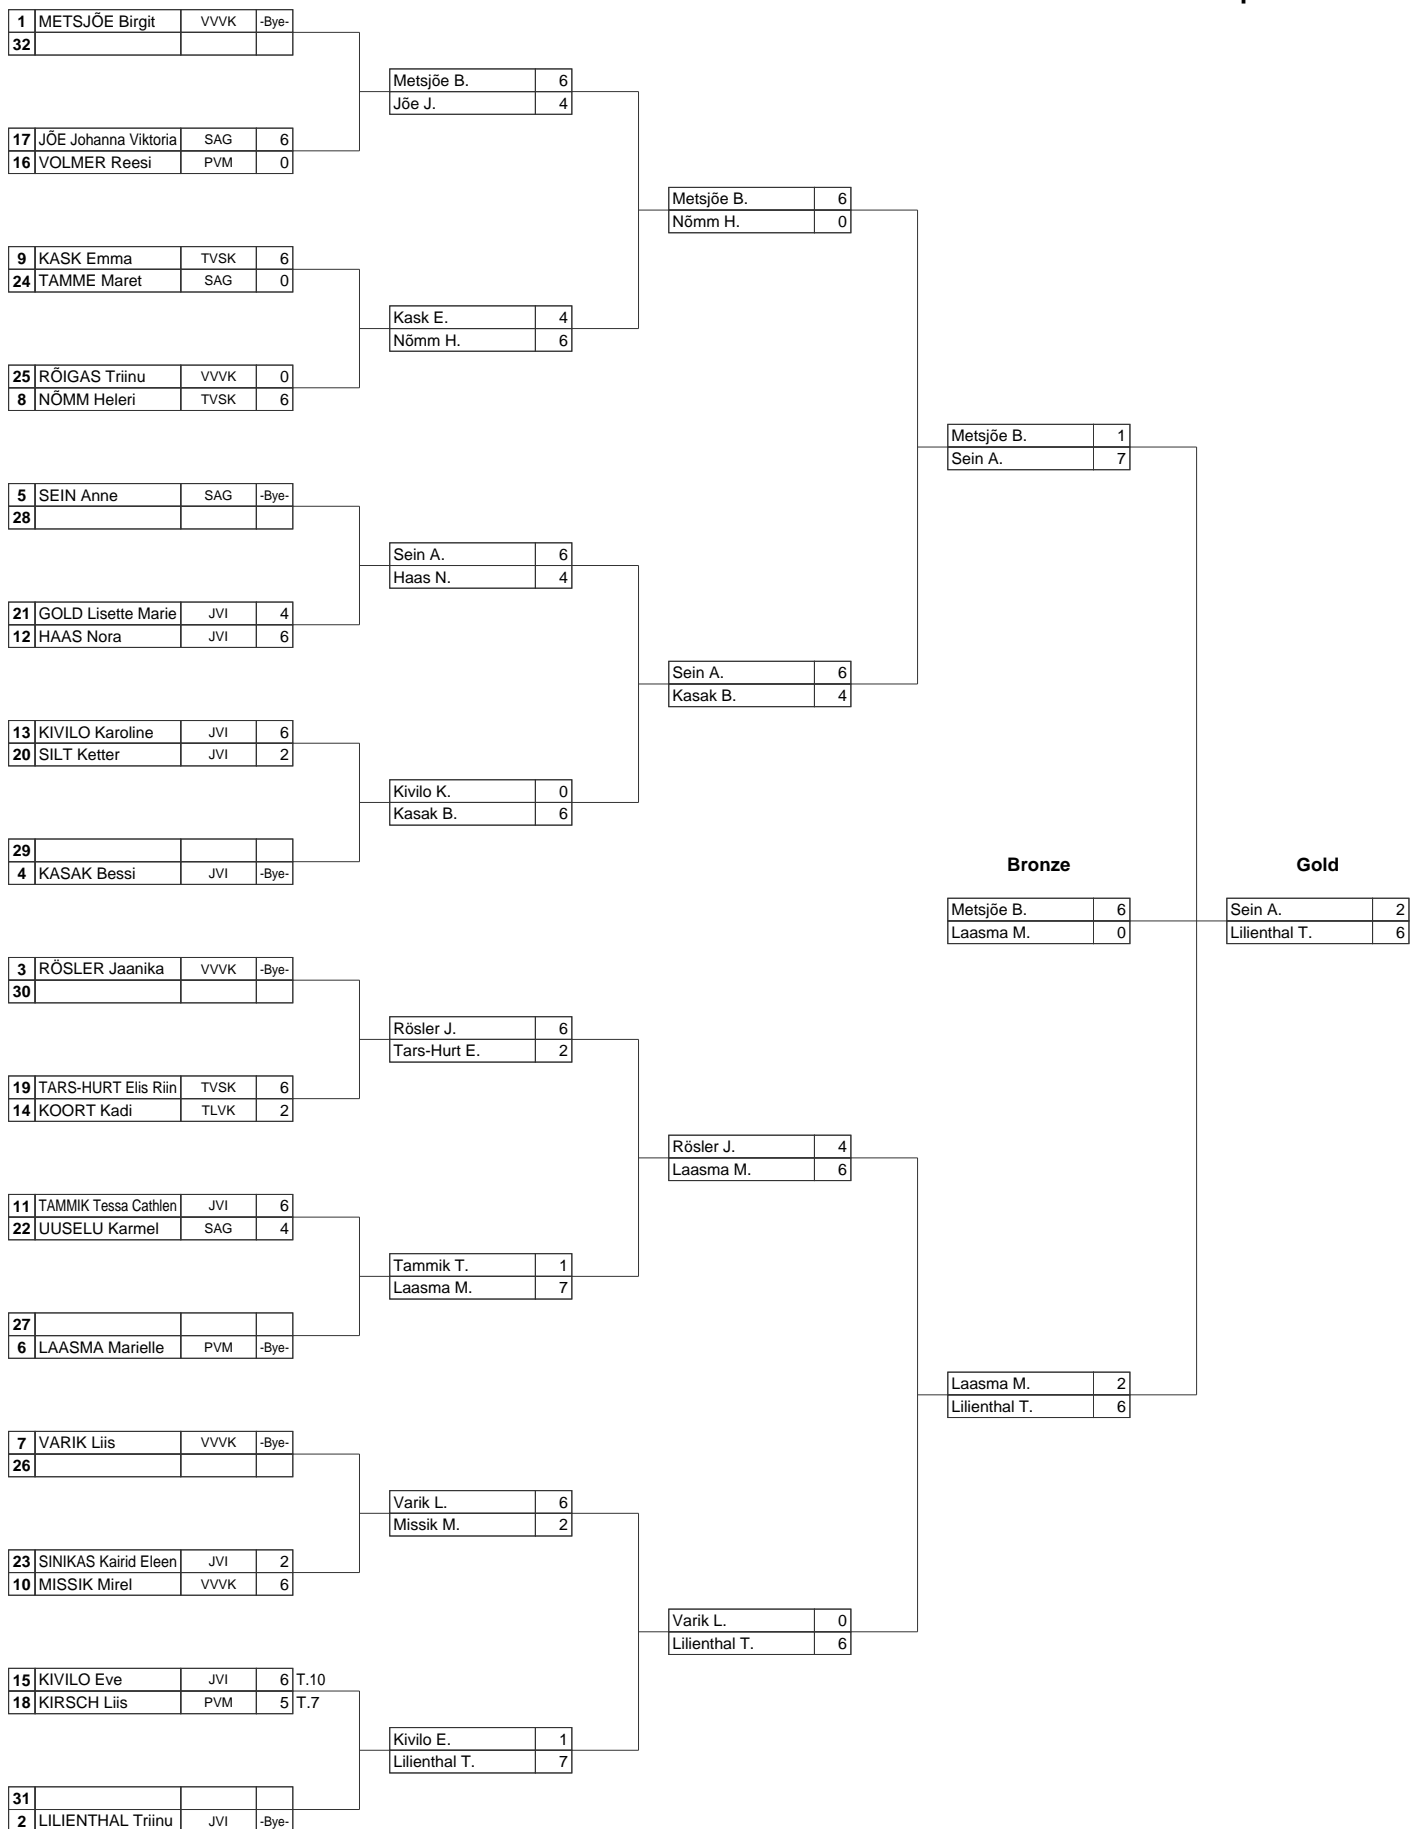 1 METSJÕE Birgit VVVK -Bye-
32
Metsjõe B. 6
Jõe J. 4
17 JÕE Johanna Viktoria SAG 6
16 VOLMER Reesi PVM 0
Metsjõe B. 6
Nõmm H. 0
9 KASK Emma TVSK 6
24 TAMME Maret SAG 0
Kask E. 4
Nõmm H. 6
25 RÕIGAS Triinu VVVK 0
8 NÕMM Heleri TVSK 6
Metsjõe B. 1
Sein A. 7
5 SEIN Anne SAG -Bye-
28
Sein A. 6
Haas N. 4
21 GOLD Lisette Marie JVI 4
12 HAAS Nora JVI 6
Sein A. 6
Kasak B. 4
13 KIVILO Karoline JVI 6
20 SILT Ketter JVI 2
Kivilo K. 0
Kasak B. 6
29
4 KASAK Bessi JVI -Bye-
Bronze Gold
Metsjõe B. 6 Sein A. 2
Laasma M. 0 Lilienthal T. 6
3 RÖSLER Jaanika VVVK -Bye-
30
Rösler J. 6
Tars-Hurt E. 2
19 TARS-HURT Elis Riin TVSK 6
14 KOORT Kadi TLVK 2
Rösler J. 4
Laasma M. 6
11 TAMMIK Tessa Cathlen JVI 6
22 UUSELU Karmel SAG 4
Tammik T. 1
Laasma M. 7
27
6 LAASMA Marielle PVM -Bye-
Laasma M. 2
Lilienthal T. 6
7 VARIK Liis VVVK -Bye-
26
Varik L. 6
Missik M. 2
23 SINIKAS Kairid Eleen JVI 2
10 MISSIK Mirel VVVK 6
Varik L. 0
Lilienthal T. 6
15 KIVILO Eve JVI 6 T.10
18 KIRSCH Liis PVM 5 T.7
Kivilo E. 1
Lilienthal T. 7
31
2 LILIENTHAL Triinu JVI -Bye-